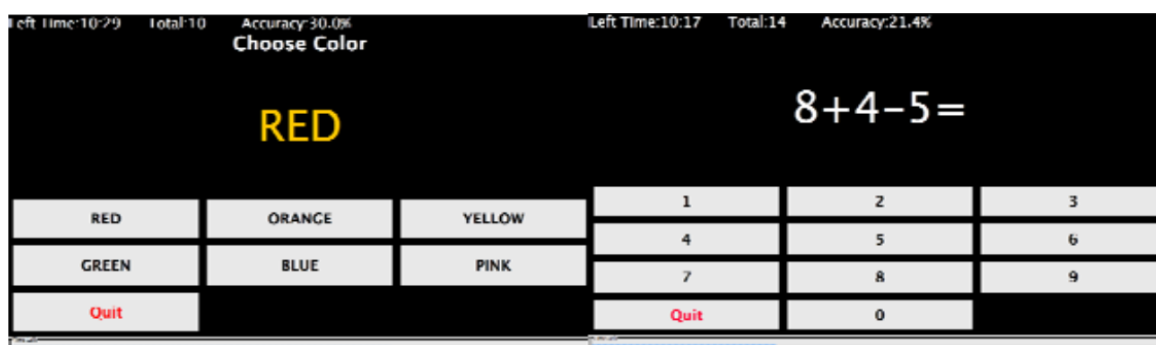 Left Time:10:29 Total:10 Accuracy:30.0%
Choose Color
RED
RED ORANGE YELLOW
GREEN BLUE PINK
Quit
Left Time:10:17 Total:14 Accuracy:21.4%
8+4-5=
1 2 3
4 5 6
7 8 9
Quit 0